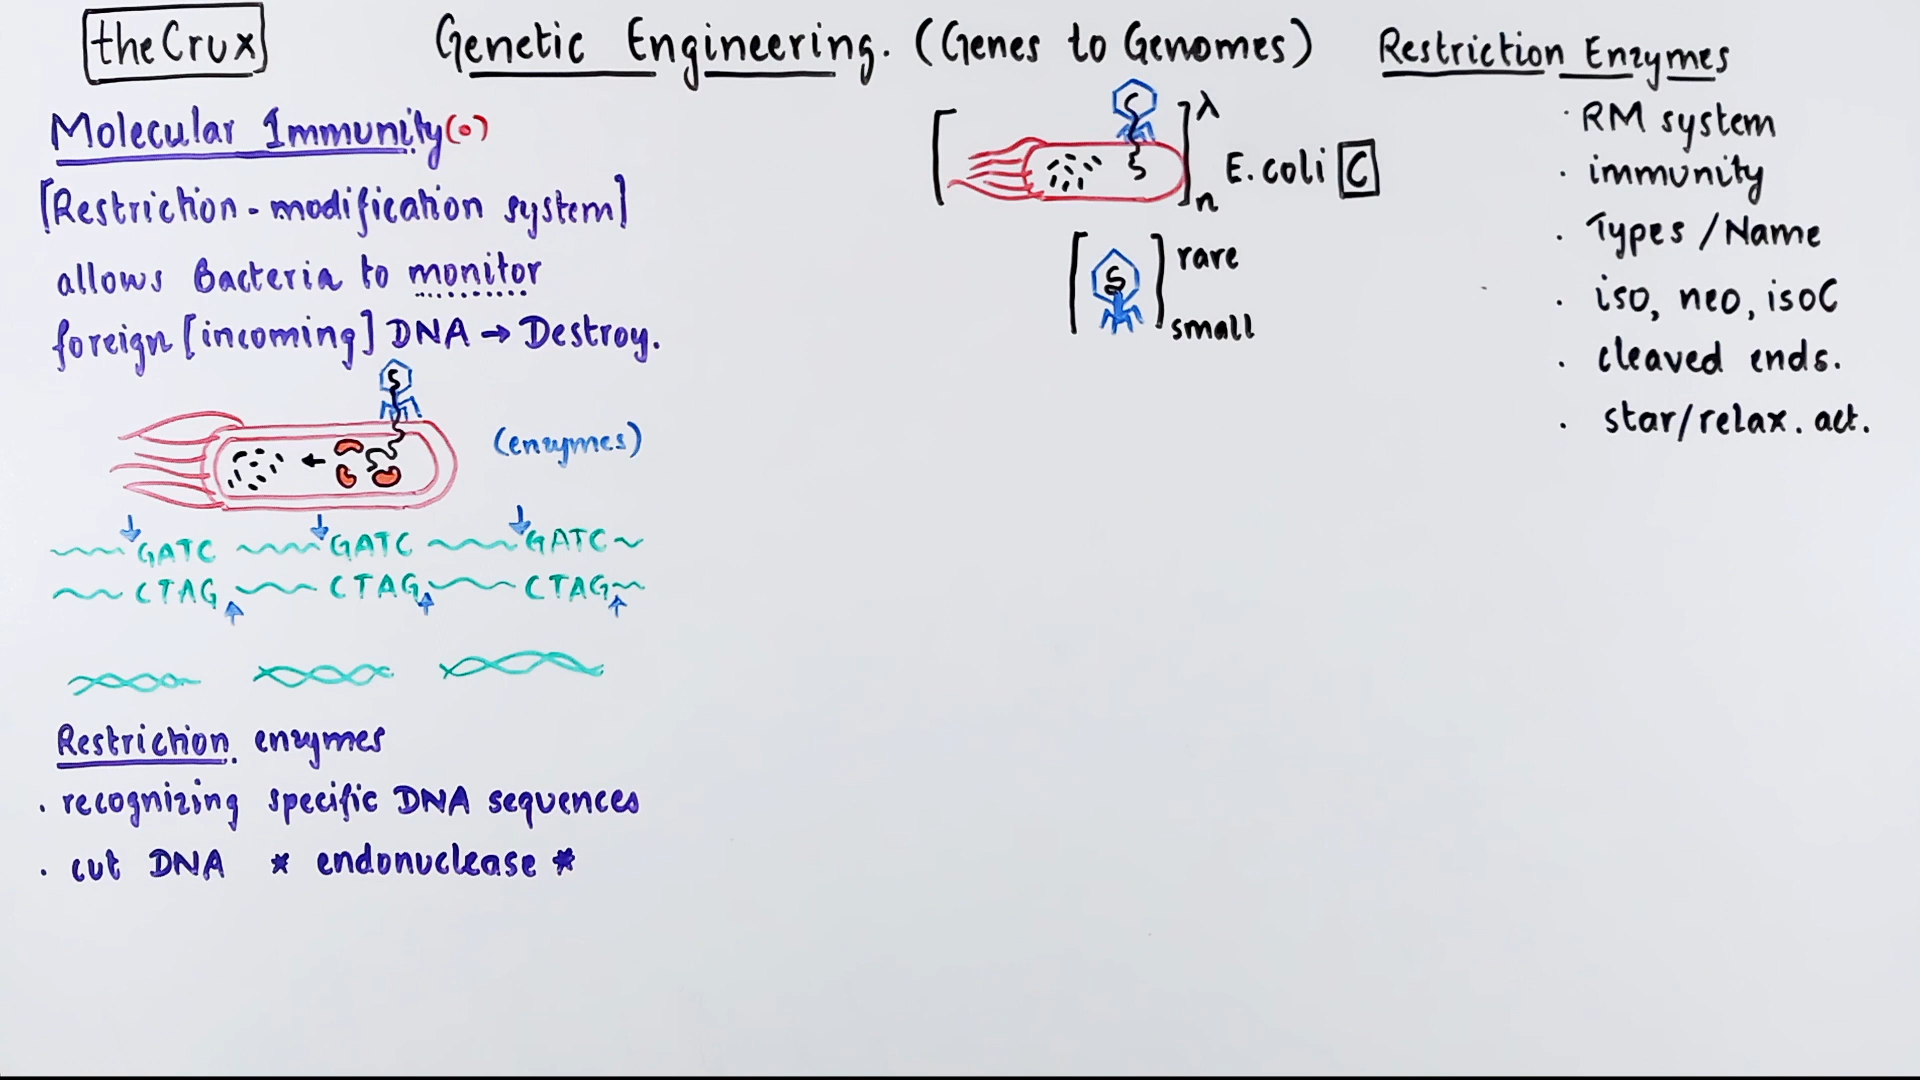 theCrux
Genetic Engineering. (Genes to Genomes)
Restriction Enzymes
Molecular Immunity(०)
[Restriction-modification system]
allows Bacteria to monitor
foreign [incoming] DNA → Destroy.
(enzymes)
GATC GATC GATC
CTAG CTAG CTAG
Restriction enzymes
· recognizing specific DNA sequences
· cut DNA * endonuclease *
λ
n
E.coli C
rare
small
· RM system
· immunity
· Types /Name
· iso, neo, isoC
· cleaved ends.
· star/relax. act.